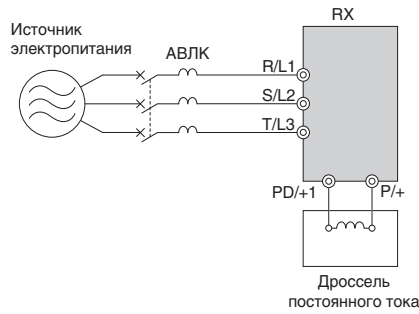 RX
Источник
электропитания
АВЛК
R/L1
S/L2
T/L3
PD/+1
P/+
Дроссель
постоянного тока